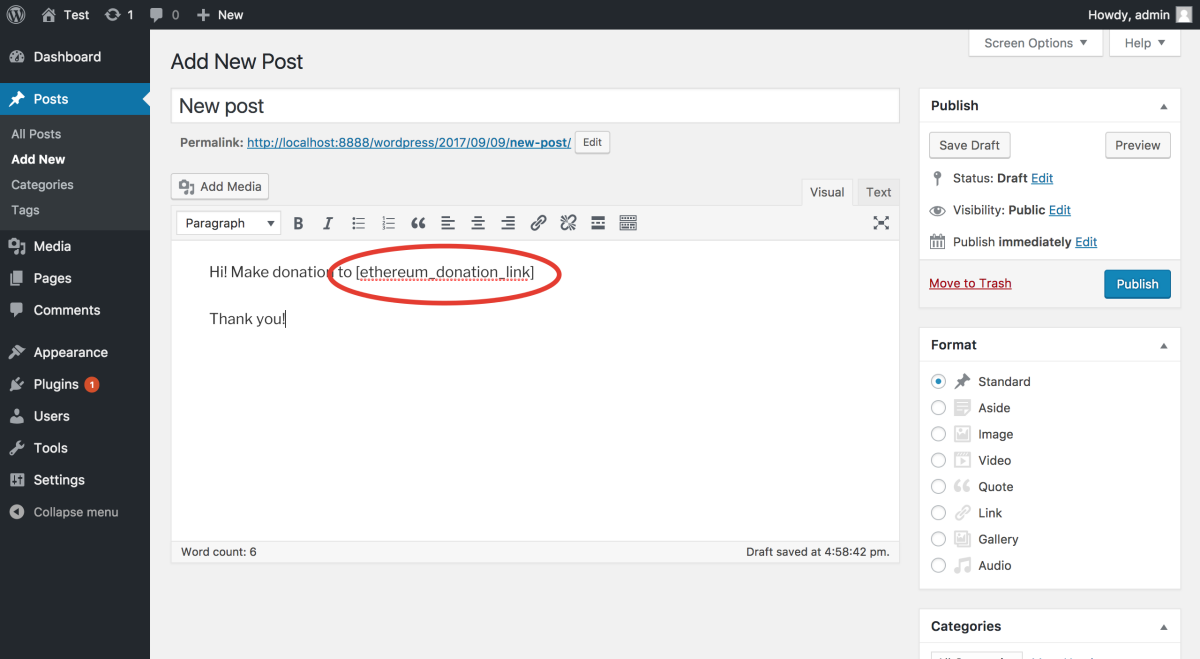 Test 1 0 New Howdy, admin
Dashboard
Posts
All Posts
Add New
Categories
Tags
Media
Pages
Comments
Appearance
Plugins 1
Users
Tools
Settings
Collapse menu
Screen Options Help
Add New Post
New post
Permalink: http://localhost:8888/wordpress/2017/09/09/new-post/ Edit
Add Media
Visual Text
Paragraph B I
Hi! Make donation to [ethereum_donation_link]
Thank you!
Word count: 6 Draft saved at 4:58:42 pm.
Publish
Save Draft Preview
Status: Draft Edit
Visibility: Public Edit
Publish immediately Edit
Move to Trash Publish
Format
Standard
Aside
Image
Video
Quote
Link
Gallery
Audio
Categories